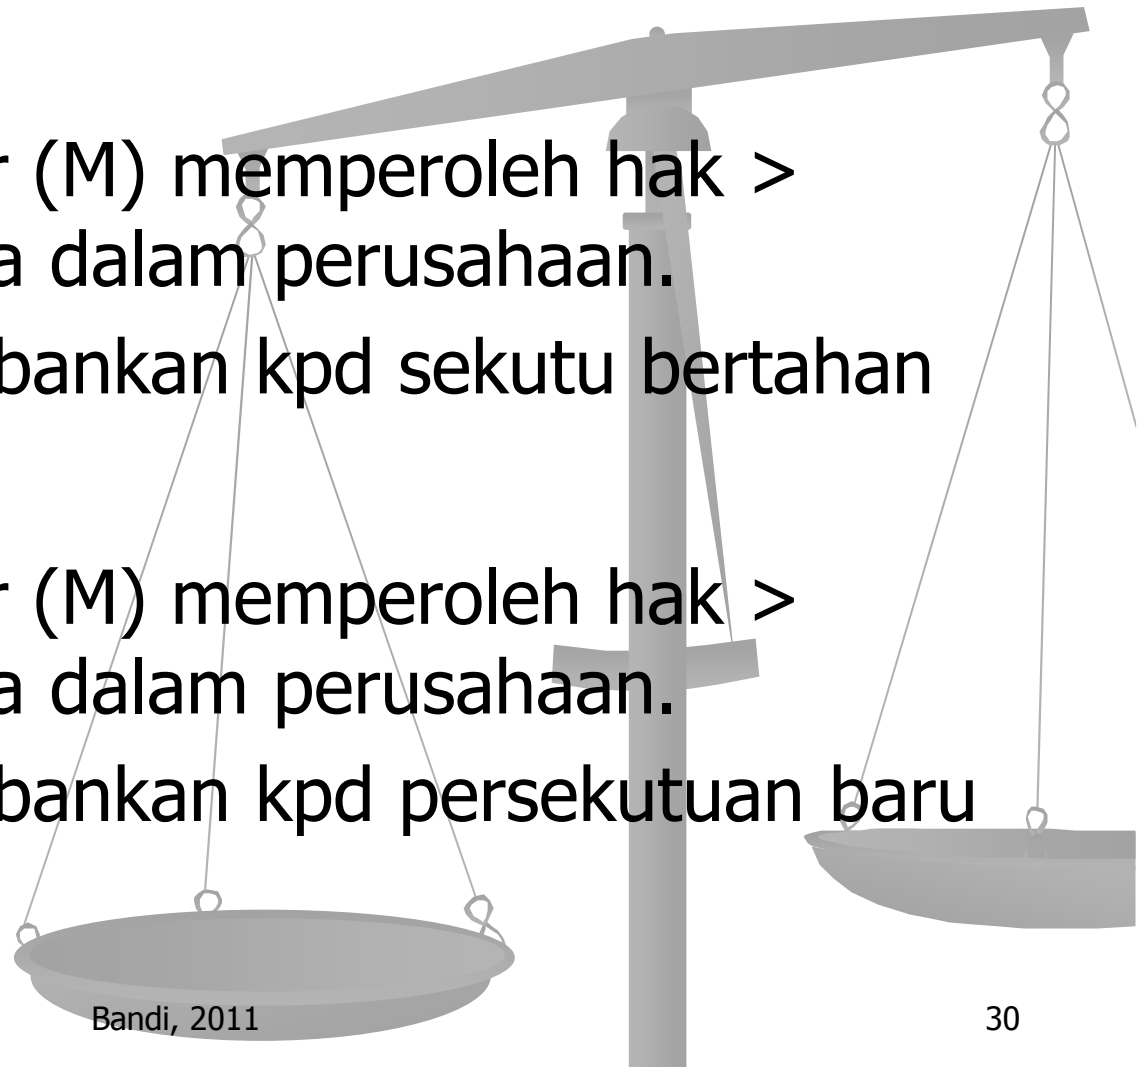 r (M) memperoleh hak >
a dalam perusahaan.
bankan kpd sekutu bertahan
r (M) memperoleh hak >
a dalam perusahaan.
bankan kpd persekutuan baru
Bandi, 2011
30